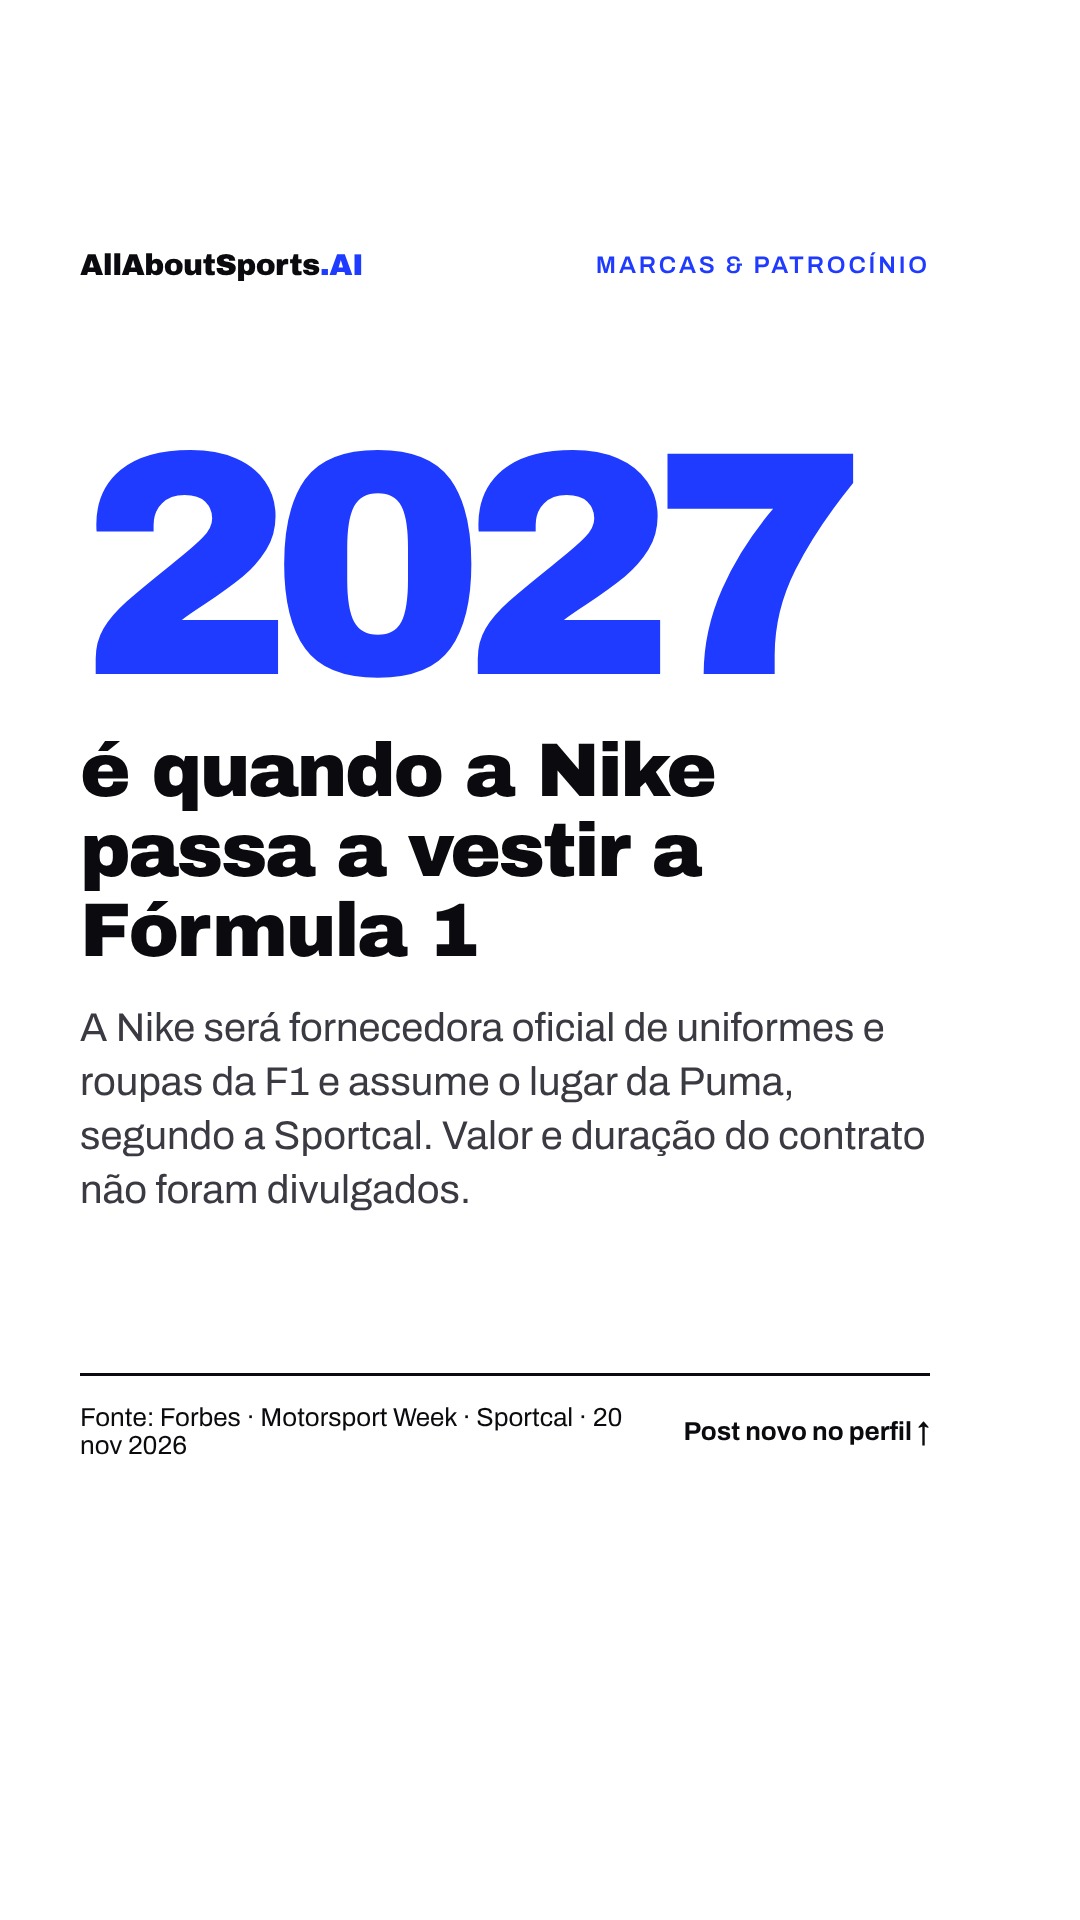 AllAboutSports.AI
MARCAS & PATROCÍNIO
2027
é quando a Nike
passa a vestir a
Fórmula 1
A Nike será fornecedora oficial de uniformes e
roupas da F1 e assume o lugar da Puma,
segundo a Sportcal. Valor e duração do contrato
não foram divulgados.
Fonte: Forbes · Motorsport Week · Sportcal · 20
nov 2026
Post novo no perfil ↑